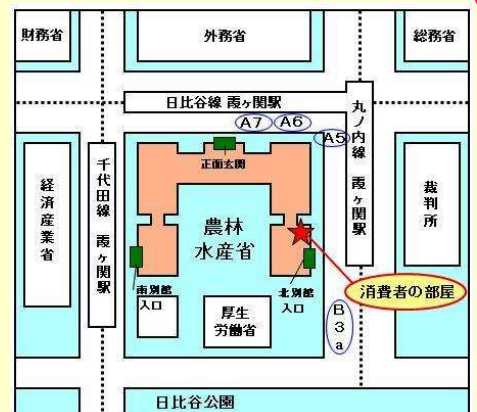 財務省
外務省
総務省
日比谷線 霞ヶ関駅
A7
A6
A5
丸ノ内線 霞ヶ関駅
正面玄関
経済産業省
千代田線 霞ヶ関駅
農林
水産省
裁判所
南別館
入口
北別館
入口
消費者の部屋
厚生
労働省
B3a
日比谷公園